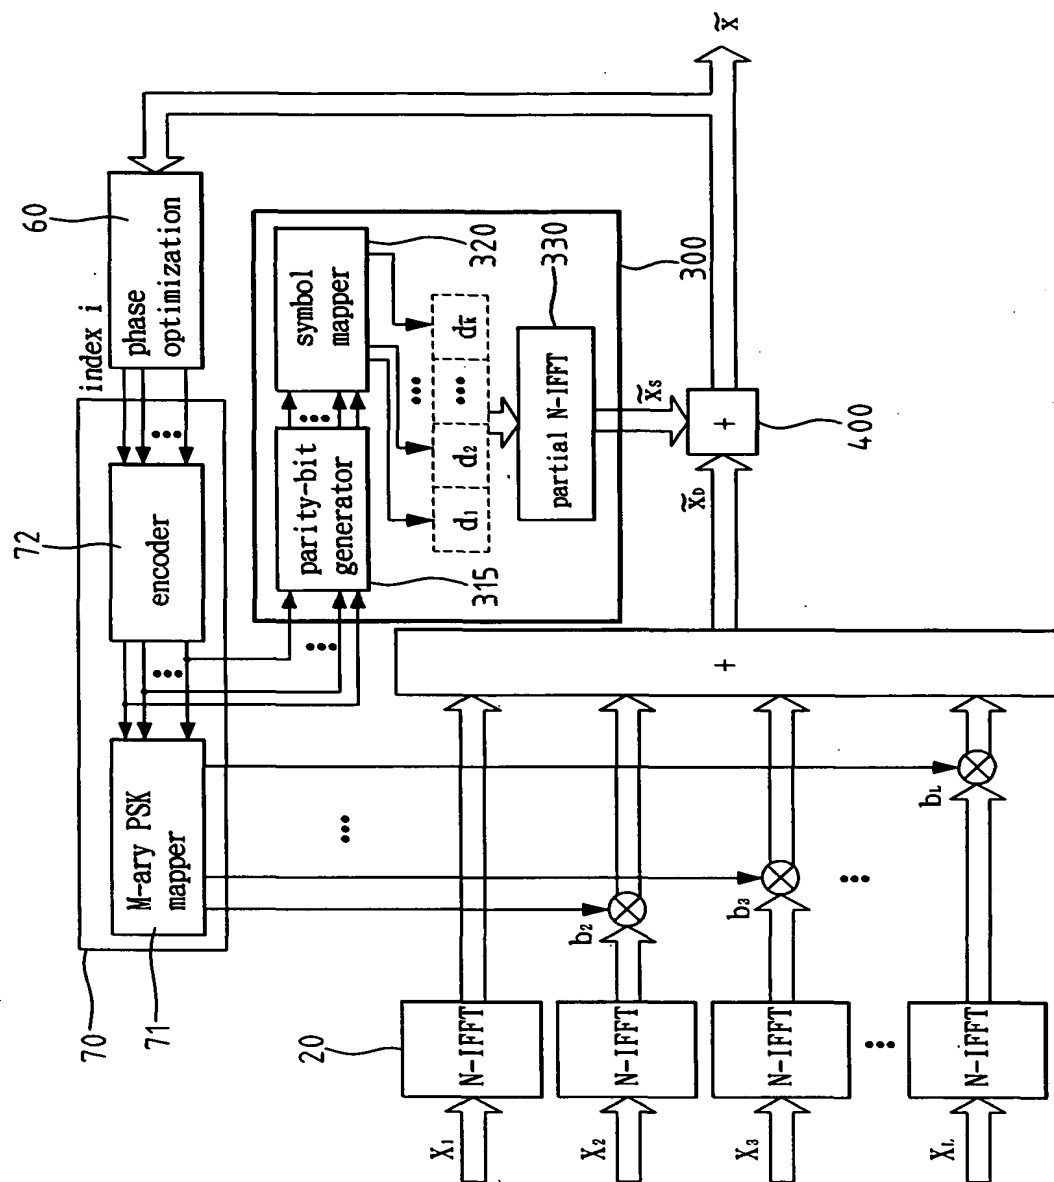 index i
60
phase
optimization
72
encoder
70
71
M-ary PSK
mapper
•••
•••
320
symbol
mapper
•••
parity-bit
generator
315
•••
d1
d2
•••
dk̃
•••
330
partial N-IFFT
300
x̃S
+
400
x̃D
x̃
+
•••
b2
b3
•••
bL
20
N-IFFT
N-IFFT
N-IFFT
•••
N-IFFT
X1
X2
X3
XL